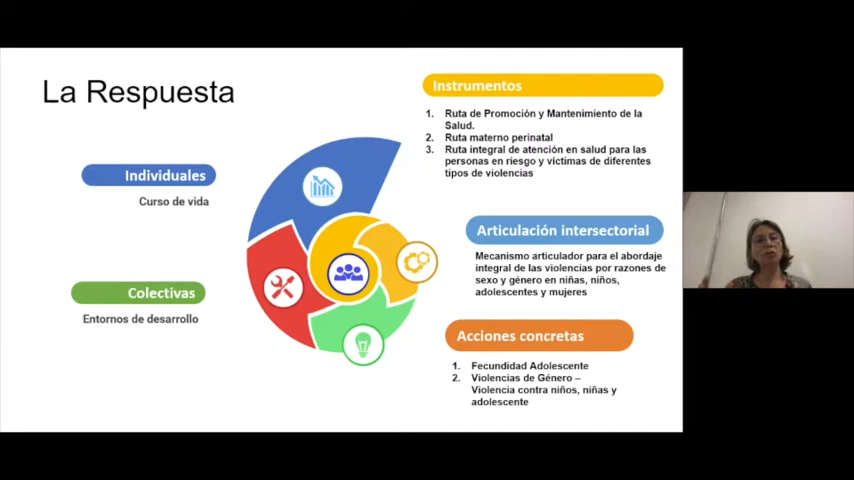 La Respuesta
Individuales
Curso de vida
Colectivas
Entornos de desarrollo
Instrumentos
1. Ruta de Promoción y Mantenimiento de la
Salud.
2. Ruta materno perinatal
3. Ruta integral de atención en salud para las
personas en riesgo y víctimas de diferentes
tipos de violencias
Articulación intersectorial
Mecanismo articulador para el abordaje
integral de las violencias por razones de
sexo y género en niñas, niños,
adolescentes y mujeres
Acciones concretas
1. Fecundidad Adolescente
2. Violencias de Género –
Violencia contra niños, niñas y
adolescente